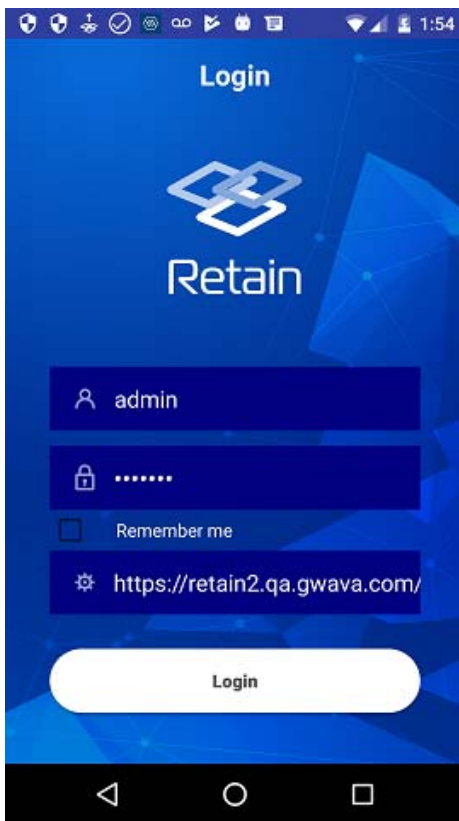 1:54
Login
Retain
admin
•••••••
Remember me
https://retain2.qa.gwava.com/
Login